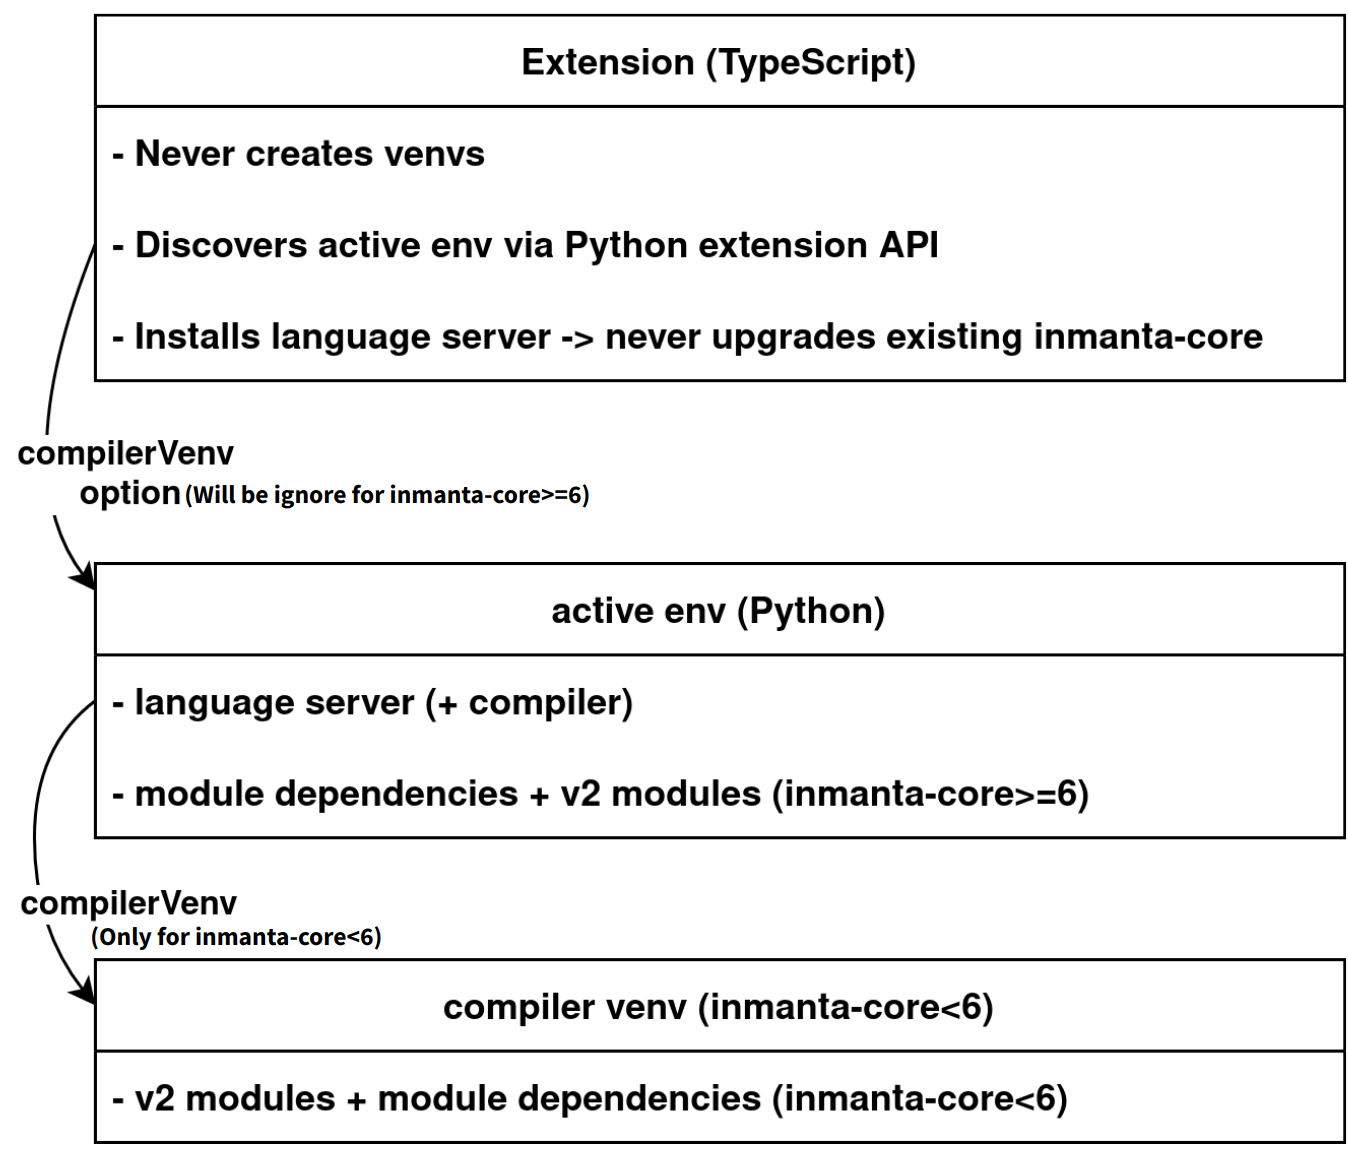 Extension (TypeScript)
- Never creates venvs
- Discovers active env via Python extension API
- Installs language server -> never upgrades existing inmanta-core
compilerVenv
option (Will be ignore for inmanta-core>=6)
active env (Python)
- language server (+ compiler)
- module dependencies + v2 modules (inmanta-core>=6)
compilerVenv
(Only for inmanta-core<6)
compiler venv (inmanta-core<6)
- v2 modules + module dependencies (inmanta-core<6)